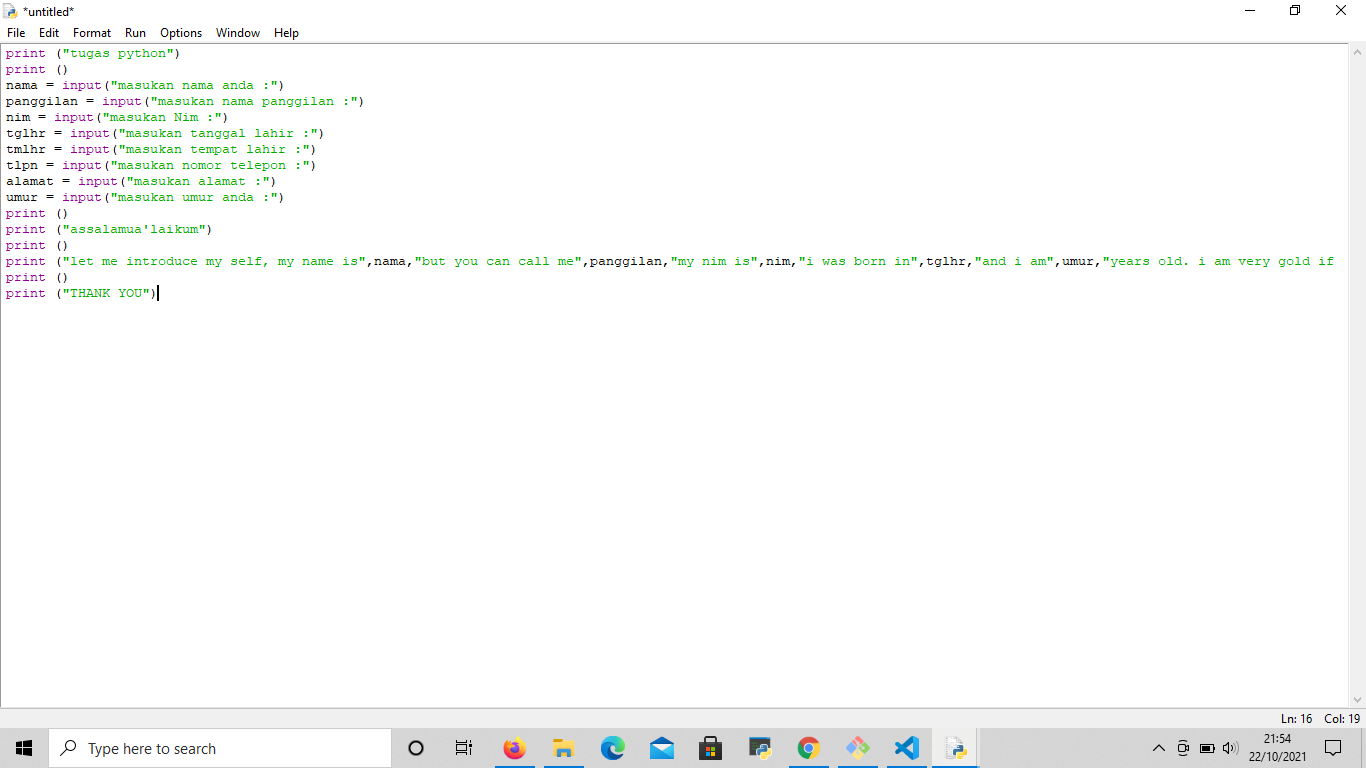 *untitled*
File Edit Format Run Options Window Help
print ("tugas python")
print ()
nama = input("masukan nama anda :")
panggilan = input("masukan nama panggilan :")
nim = input("masukan Nim :")
tglhr = input("masukan tanggal lahir :")
tmlhr = input("masukan tempat lahir :")
tlpn = input("masukan nomor telepon :")
alamat = input("masukan alamat :")
umur = input("masukan umur anda :")
print ()
print ("assalamua'laikum")
print ()
print ("let me introduce my self, my name is",nama,"but you can call me",panggilan,"my nim is",nim,"i was born in",tglhr,"and i am",umur,"years old. i am very gold if
print ()
print ("THANK YOU")
Ln: 16 Col: 19
Type here to search
21:54
22/10/2021